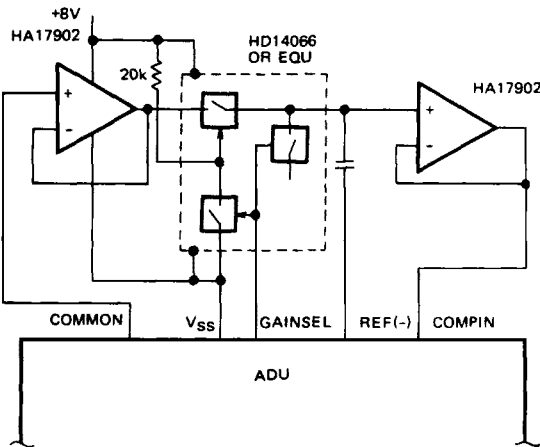 +8V
HA17902
HD14066
OR EQU
20k
HA17902
+
-
+
-
COMMON
VSS
GAINSEL
REF(-)
COMPIN
ADU